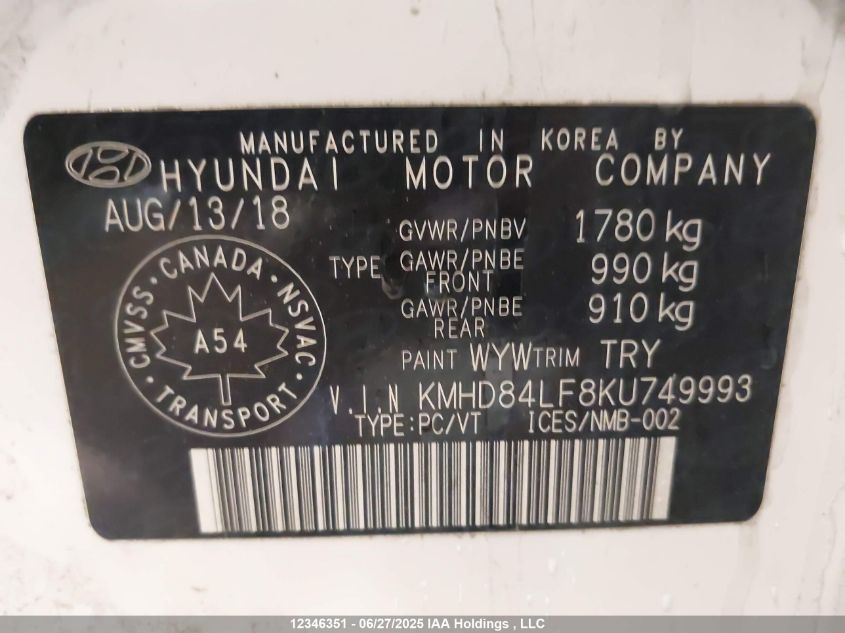 MANUFACTURED IN KOREA BY
HYUNDAI MOTOR COMPANY
AUG/13/18
GVWR/PNBV 1780 kg
TYPE GAWR/PNBE FRONT 990 kg
GAWR/PNBE REAR 910 kg
PAINT WYW TRIM TRY
V.I.N KMHD84LF8KU749993
TYPE:PC/VT ICES/NMB-002
CANADA · NSVAC · TRANSPORT · CMVSS ·
A54
12346351 - 06/27/2025 IAA Holdings , LLC